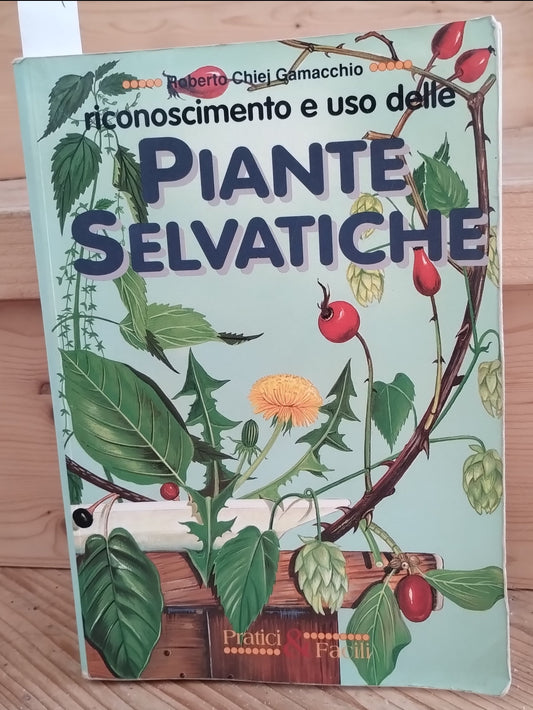 Roberto Chiej Gamacchio
riconoscimento e uso delle
PIANTE
SELVATICHE
Pratici & Facili